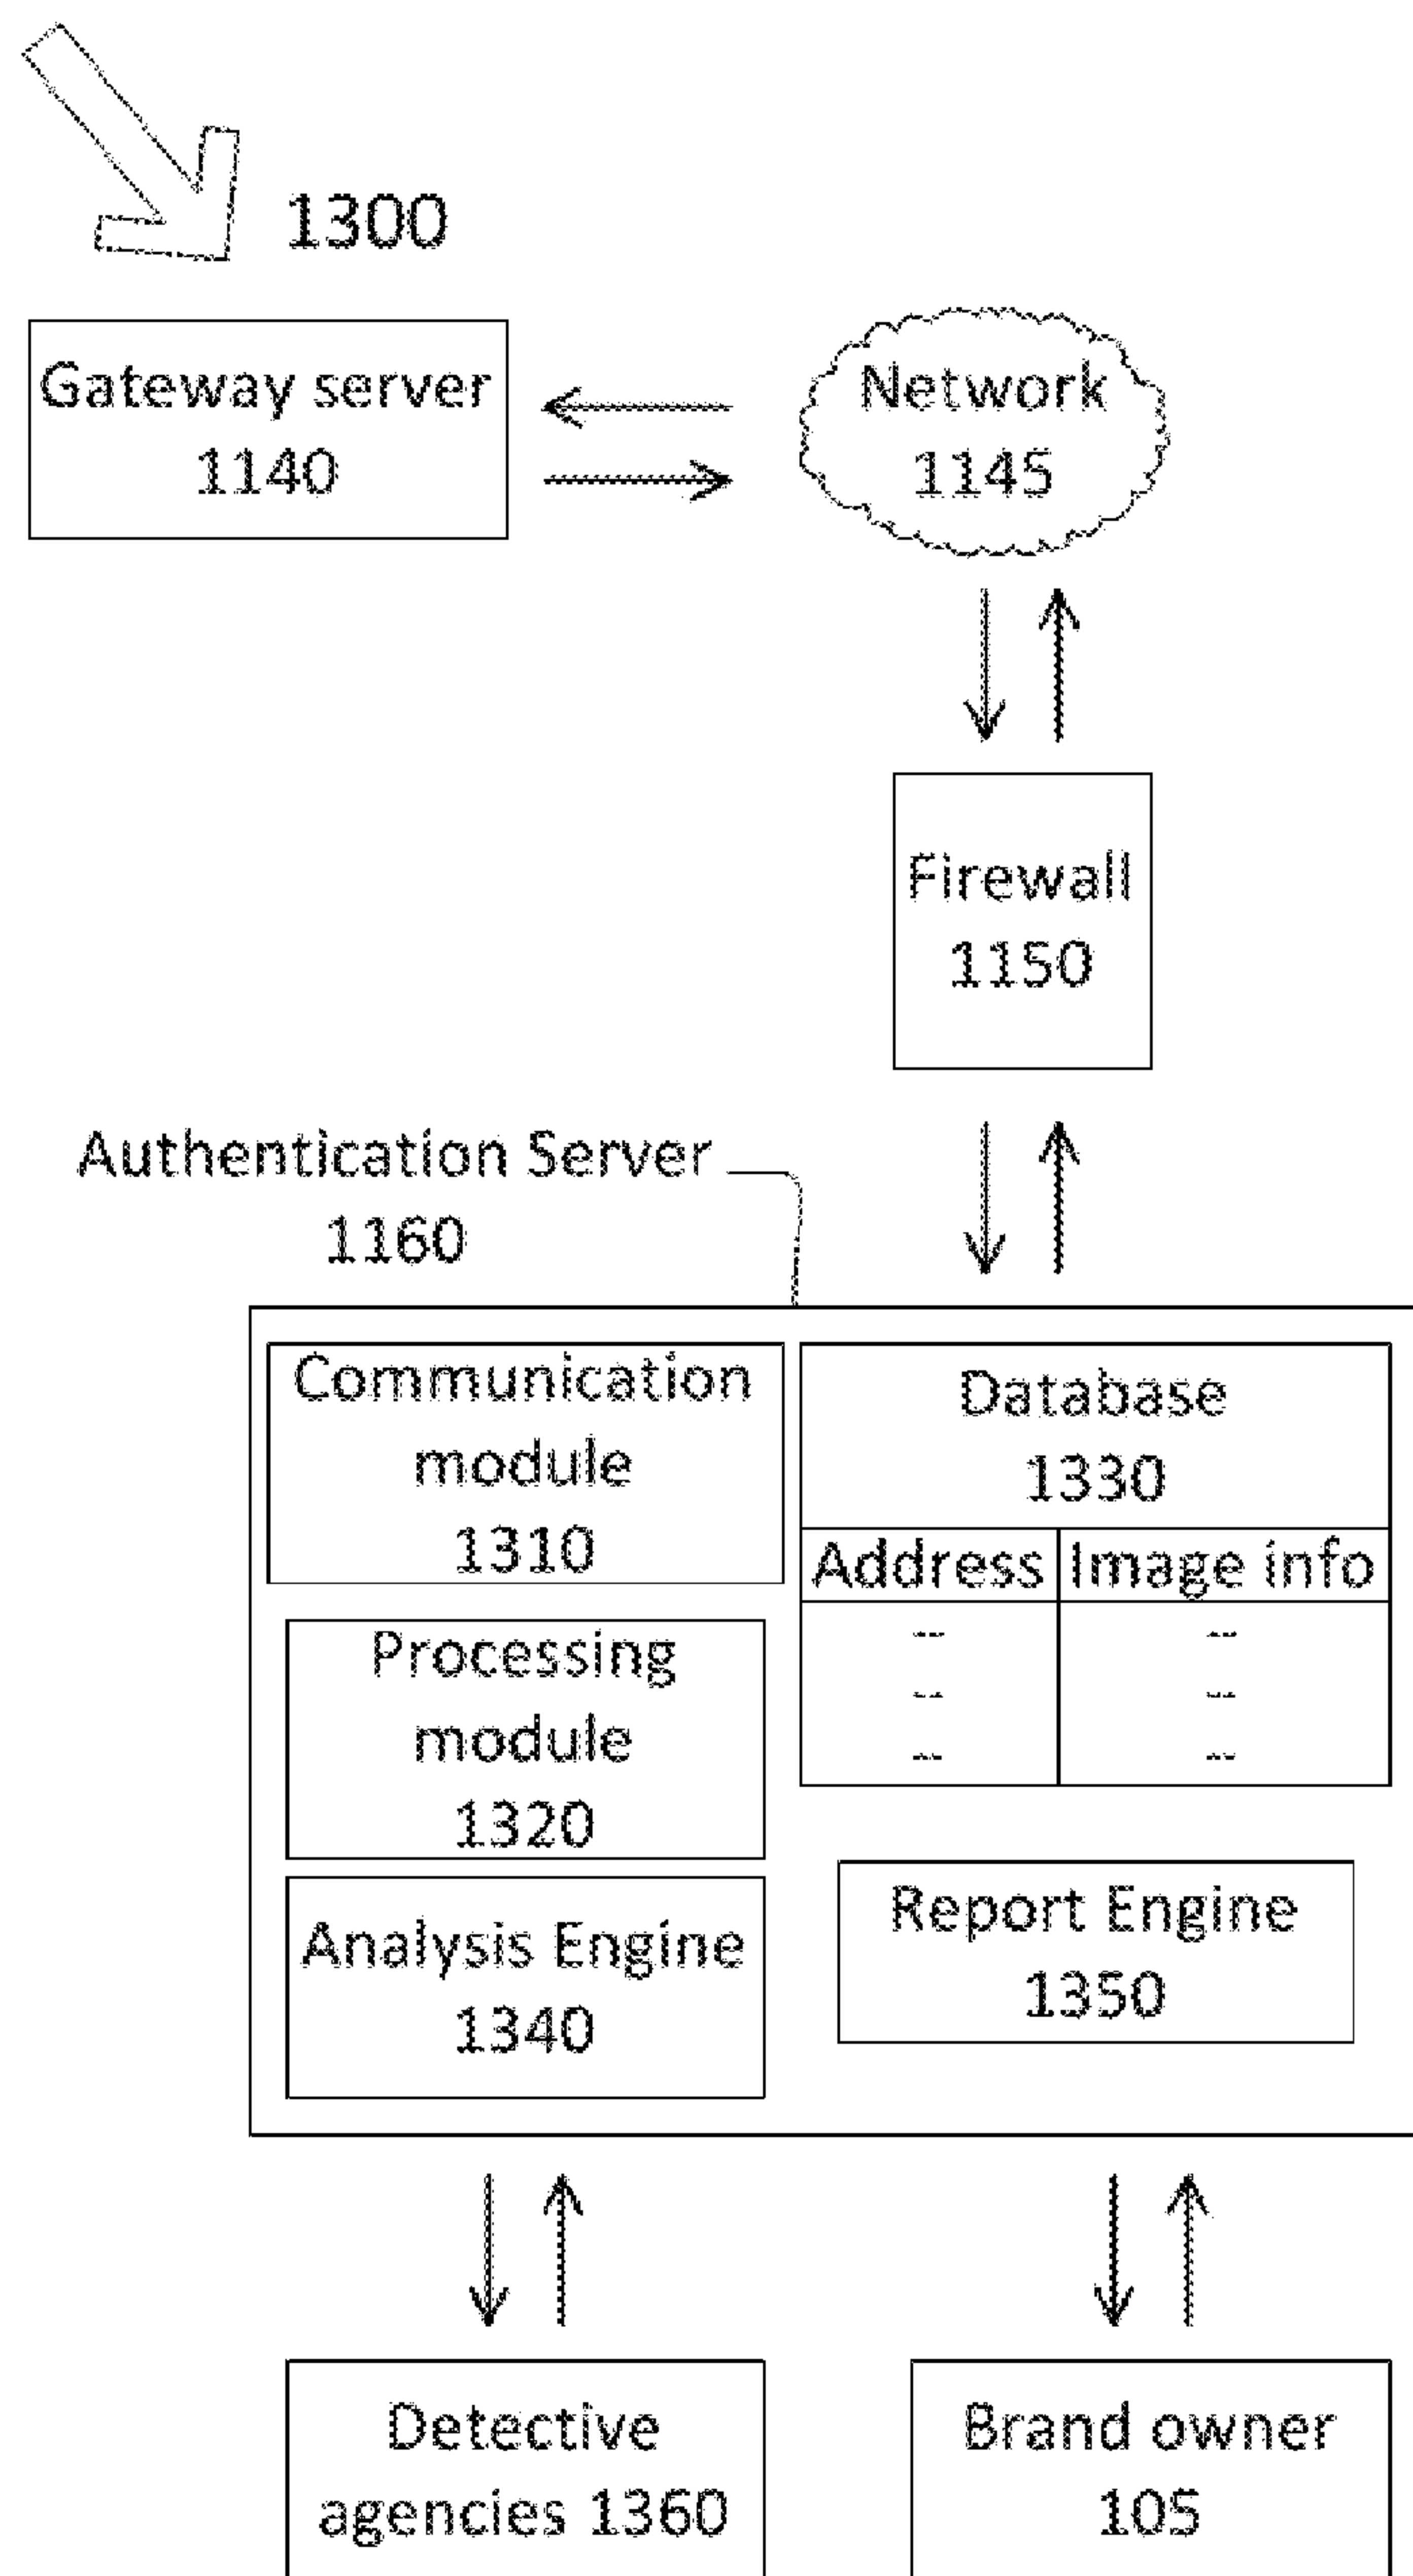 1300
Gateway server
1140
Network
1145
Firewall
1150
Authentication Server
1160
Communication
module
1310
Database
1330
Address Image info
-- --
-- --
-- --
Processing
module
1320
Analysis Engine
1340
Report Engine
1350
Detective
agencies 1360
Brand owner
105